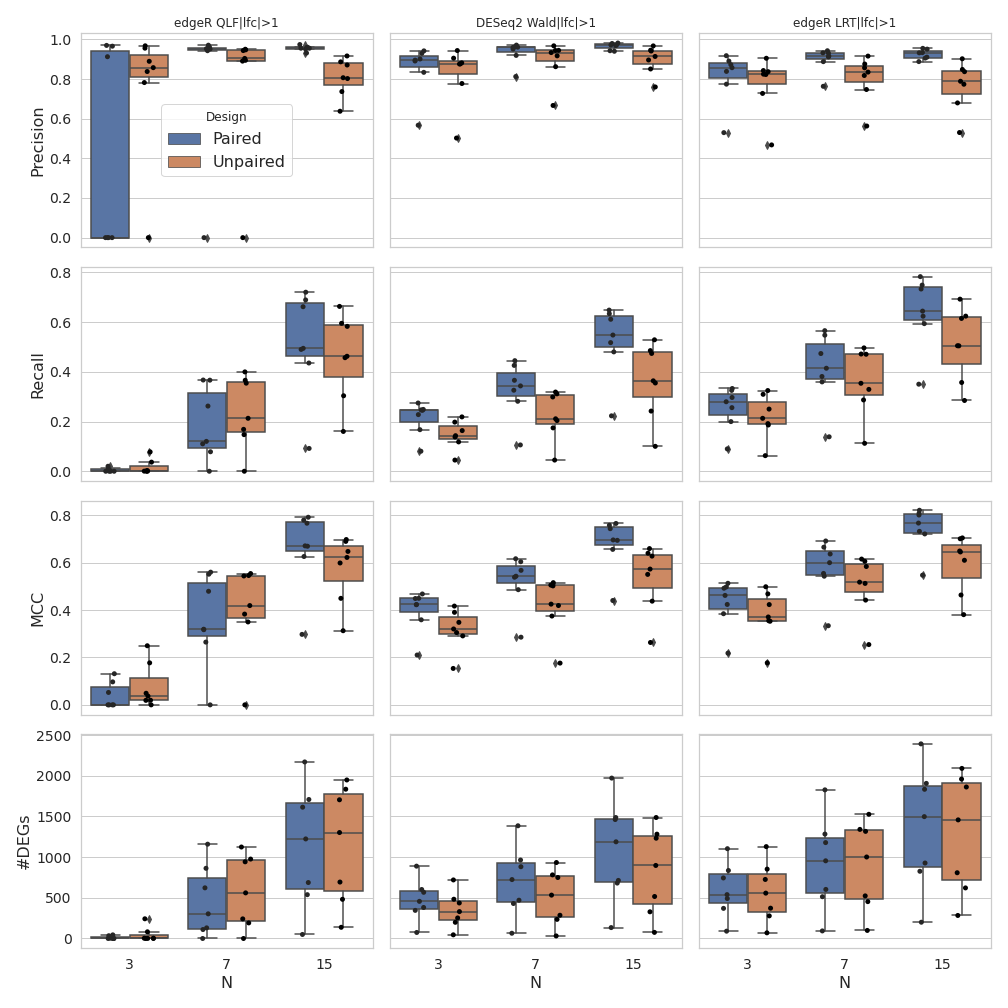 edgeR QLF|lfc|>1
DESeq2 Wald|lfc|>1
edgeR LRT|lfc|>1
Precision
1.0
0.8
0.6
0.4
0.2
0.0
Design
Paired
Unpaired
Recall
0.8
0.6
0.4
0.2
0.0
MCC
0.8
0.6
0.4
0.2
0.0
#DEGs
2500
2000
1500
1000
500
0
3 7 15
N
3 7 15
N
3 7 15
N